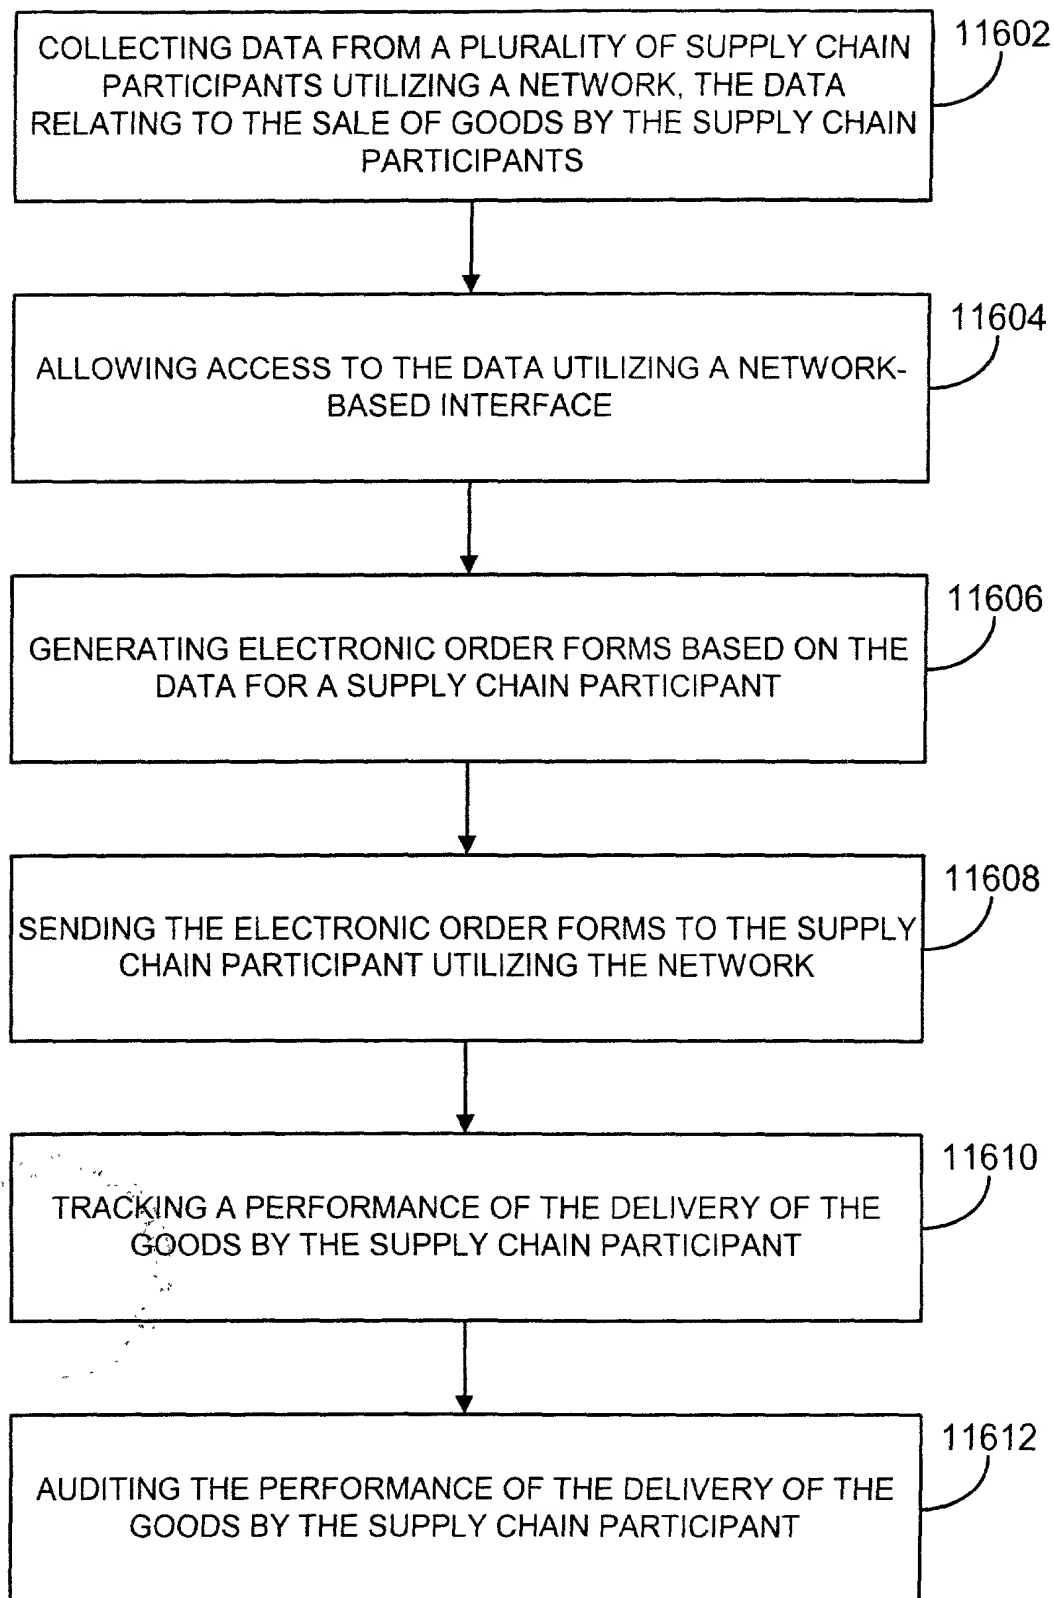 COLLECTING DATA FROM A PLURALITY OF SUPPLY CHAIN
PARTICIPANTS UTILIZING A NETWORK, THE DATA
RELATING TO THE SALE OF GOODS BY THE SUPPLY CHAIN
PARTICIPANTS
11602
ALLOWING ACCESS TO THE DATA UTILIZING A NETWORK-
BASED INTERFACE
11604
GENERATING ELECTRONIC ORDER FORMS BASED ON THE
DATA FOR A SUPPLY CHAIN PARTICIPANT
11606
SENDING THE ELECTRONIC ORDER FORMS TO THE SUPPLY
CHAIN PARTICIPANT UTILIZING THE NETWORK
11608
TRACKING A PERFORMANCE OF THE DELIVERY OF THE
GOODS BY THE SUPPLY CHAIN PARTICIPANT
11610
AUDITING THE PERFORMANCE OF THE DELIVERY OF THE
GOODS BY THE SUPPLY CHAIN PARTICIPANT
11612